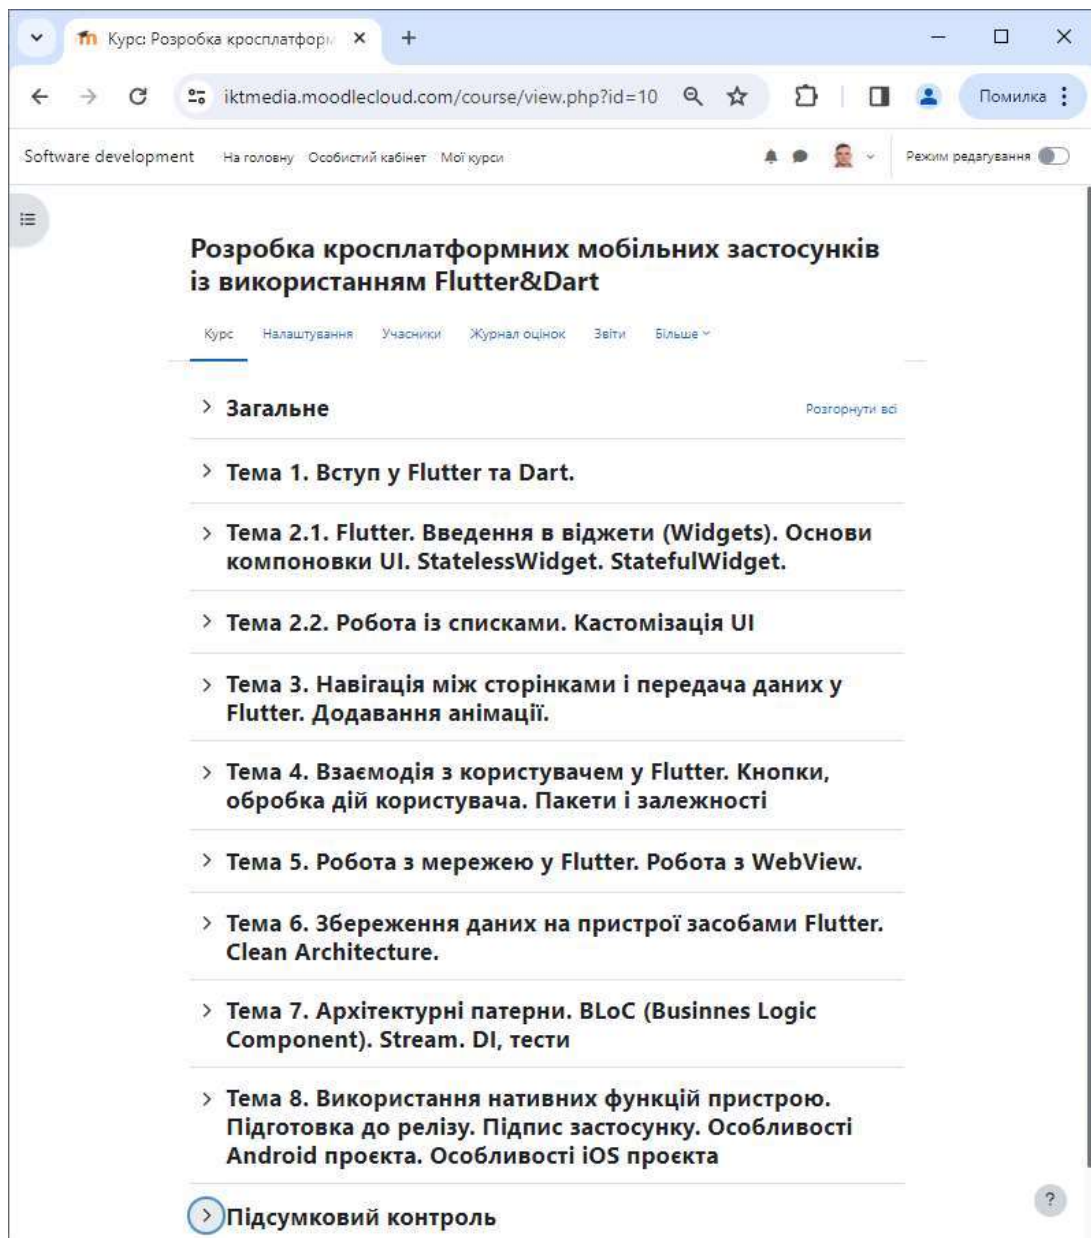 Курс: Розробка кросплатформ
iktmedia.moodlecloud.com/course/view.php?id=10
Помилка
Software development На головну Особистий кабінет Мої курси Режим редагування
Розробка кросплатформних мобільних застосунків
із використанням Flutter&Dart
Курс Налаштування Учасники Журнал оцінок Звіти Більше
Загальне Розгорнути всі
Тема 1. Вступ у Flutter та Dart.
Тема 2.1. Flutter. Введення в віджети (Widgets). Основи
компоновки UI. StatelessWidget. StatefulWidget.
Тема 2.2. Робота із списками. Кастомізація UI
Тема 3. Навігація між сторінками і передача даних у
Flutter. Додавання анімації.
Тема 4. Взаємодія з користувачем у Flutter. Кнопки,
обробка дій користувача. Пакети і залежності
Тема 5. Робота з мережею у Flutter. Робота з WebView.
Тема 6. Збереження даних на пристрої засобами Flutter.
Clean Architecture.
Тема 7. Архітектурні патерни. BLoC (Businnes Logic
Component). Stream. DI, тести
Тема 8. Використання нативних функцій пристрою.
Підготовка до релізу. Підпис застосунку. Особливості
Android проєкта. Особливості iOS проєкта
?
Підсумковий контроль